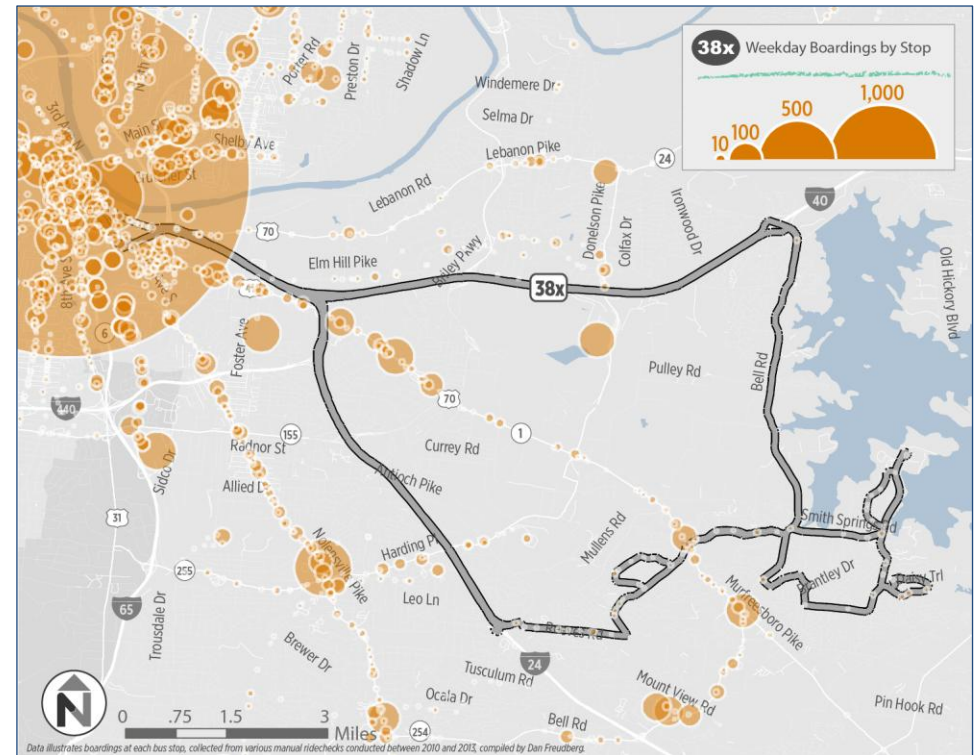 38x Weekday Boardings by Stop
10 100 500 1,000
Porter Rd
Preston Dr
Shadow Ln
Windemere Dr
Selma Dr
Shelby Ave
Lebanon Pike
24
Lebanon Rd
70
Elm Hill Pike
Briley Pkwy
Donelson Pike
Colfax Dr
Ironwood Dr
40
Old Hickory Blvd
38x
6
Foster Ave
Pulley Rd
Bell Rd
440
70
1
155
Radnor St
Currey Rd
Sidco Dr
Allied D
Antioch Pike
31
Mullens Rd
Smith Springs Rd
Nolensville Pike
Harding P
255
Leo Ln
Murfreesboro Pike
65
Trousdale Dr
Brewer Dr
24
Tusculum Rd
Mount View Rd
Ocala Dr
Pin Hook Rd
254
Bell Rd
N
0 .75 1.5 3
Miles
Data illustrates boardings at each bus stop, collected from various manual ridechecks conducted between 2010 and 2013, compiled by Dan Freudberg.